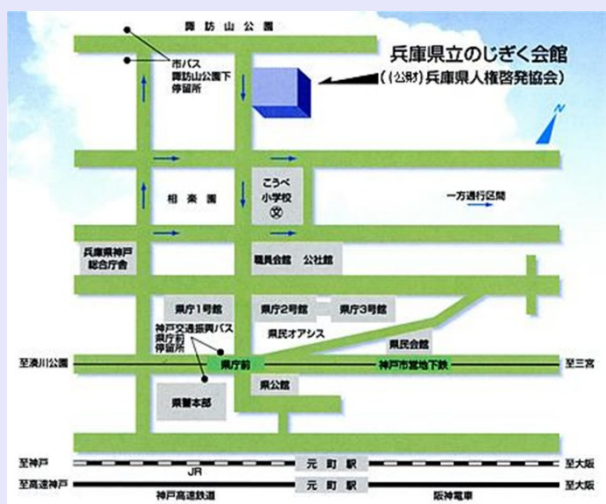 諏訪山公園
市バス
諏訪山公園下
停留所
兵庫県立のじぎく会館
((公財)兵庫県人権啓発協会)
N
こうべ
小学校
文
相楽園
一方通行区間
兵庫県神戸
総合庁舎
職員会館 公社館
県庁1号館
県庁2号館
県庁3号館
神戸交通振興バス
県庁前
停留所
県民オアシス
県民会館
至湊川公園
県庁前
神戸市営地下鉄
至三宮
県警本部
県公館
至神戸
JR
元町駅
至大阪
至高速神戸
神戸高速鉄道
元町駅
阪神電車
至大阪